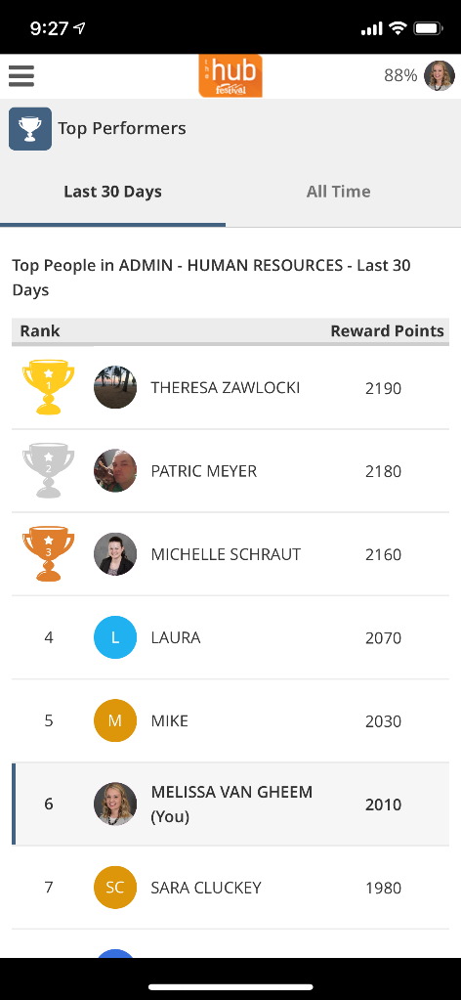 9:27
the
hub
festival
88%
Top Performers
Last 30 Days
All Time
Top People in ADMIN - HUMAN RESOURCES - Last 30
Days
Rank
Reward Points
1
THERESA ZAWLOCKI
2190
2
PATRIC MEYER
2180
3
MICHELLE SCHRAUT
2160
4
L
LAURA
2070
5
M
MIKE
2030
6
MELISSA VAN GHEEM
(You)
2010
7
SC
SARA CLUCKEY
1980